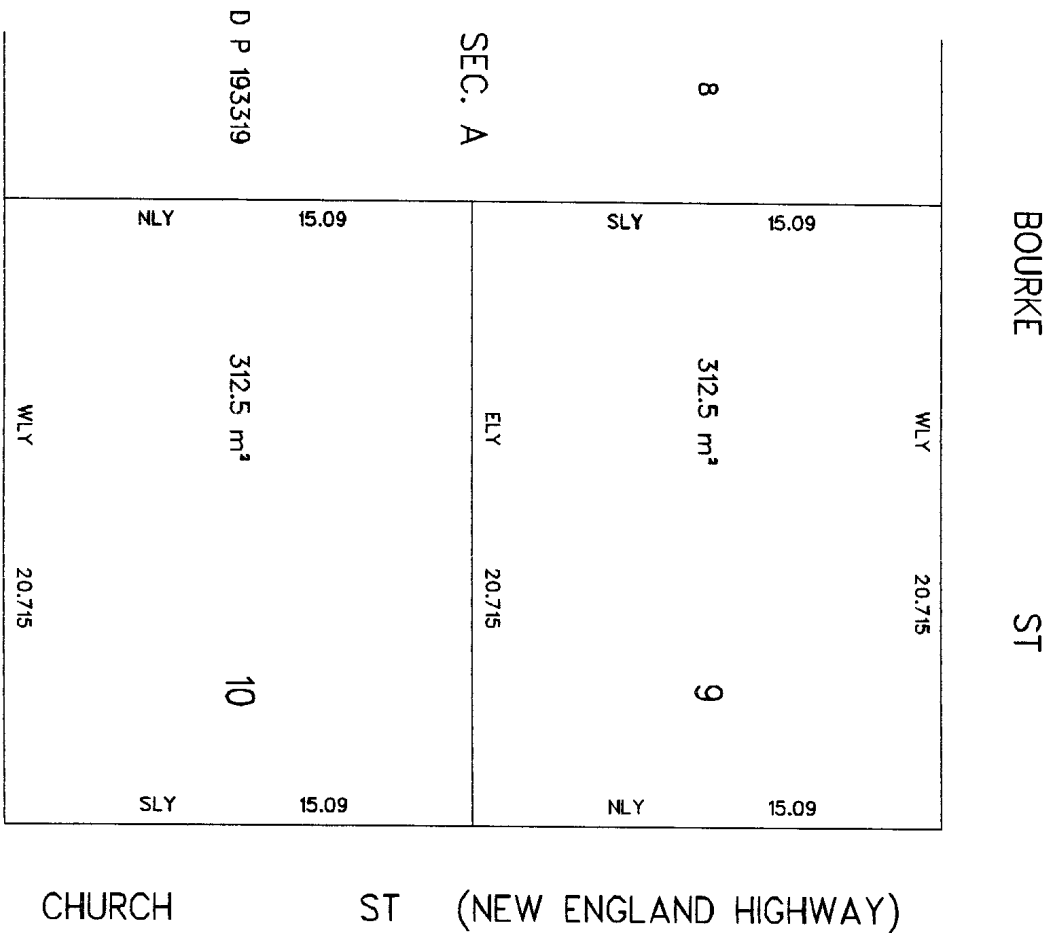 D P 193319
SEC. A
8
BOURKE ST
NLY 15.09
SLY 15.09
312.5 m²
312.5 m²
WLY 20.715
ELY 20.715
WLY 20.715
10
9
SLY 15.09
NLY 15.09
CHURCH ST (NEW ENGLAND HIGHWAY)